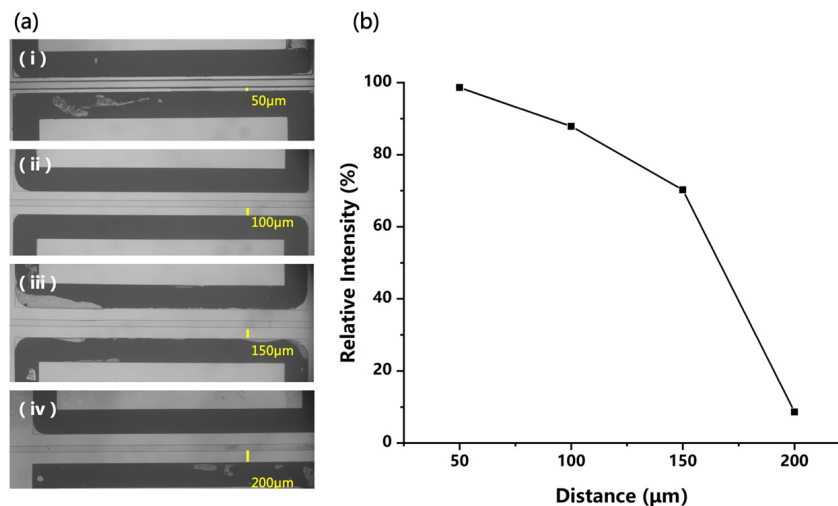 (a)
( i )
50μm
( ii )
100μm
( iii )
150μm
( iv )
200μm
(b)
Relative Intensity (%)
100
80
60
40
20
0
50
100
150
200
Distance (μm)